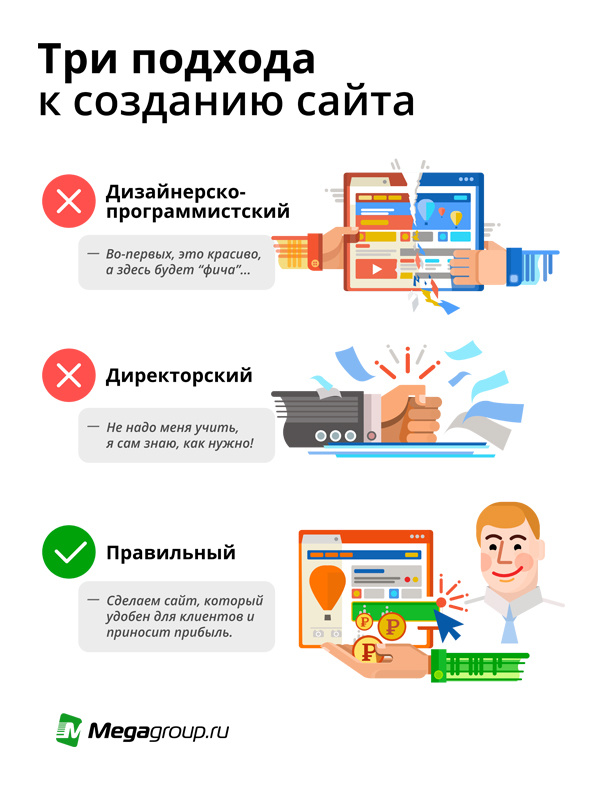 Три подхода
к созданию сайта
Дизайнерско-
программистский
— Во-первых, это красиво,
а здесь будет “фича”...
Директорский
— Не надо меня учить,
я сам знаю, как нужно!
Правильный
— Сделаем сайт, который
удобен для клиентов и
приносит прибыль.
₽
₽
₽
M Megagroup.ru